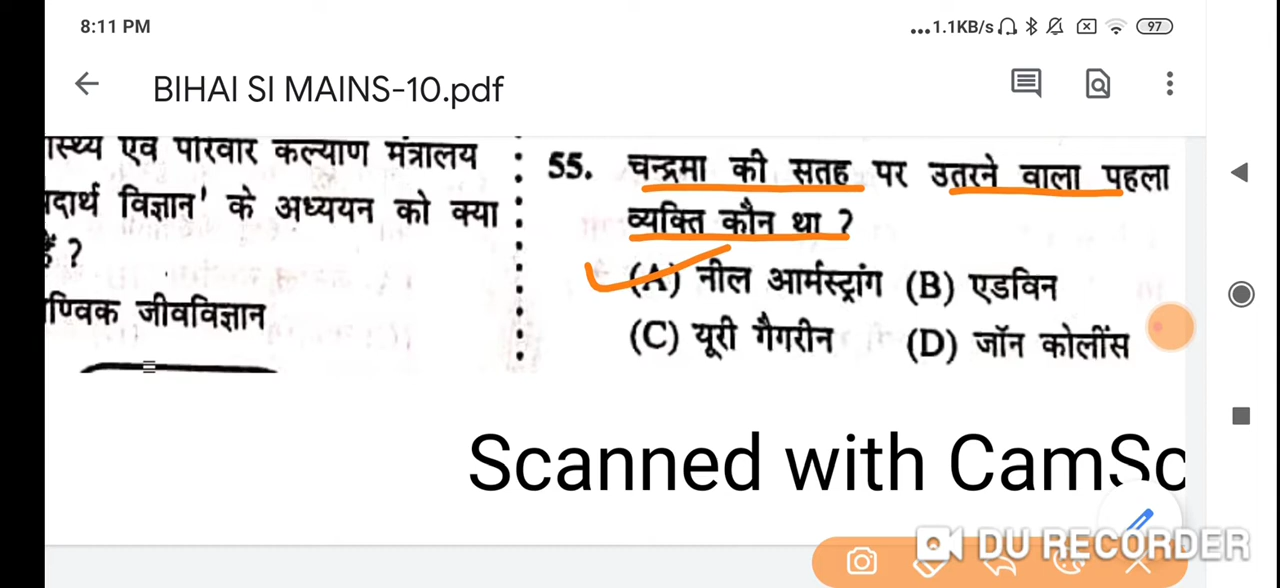 8:11 PM
...1.1KB/s 97
BIHAI SI MAINS-10.pdf
ास्थ्य एवं परिवार कल्याण मंत्रालय
पदार्थ विज्ञान' के अध्ययन को क्या
हैं ?
ण्विक जीवविज्ञान
55. चन्द्रमा की सतह पर उतरने वाला पहला
व्यक्ति कौन था ?
(A) नील आर्मस्ट्रांग (B) एडविन
(C) यूरी गैगरीन (D) जॉन कोलींस
Scanned with CamSc
DU RECORDER